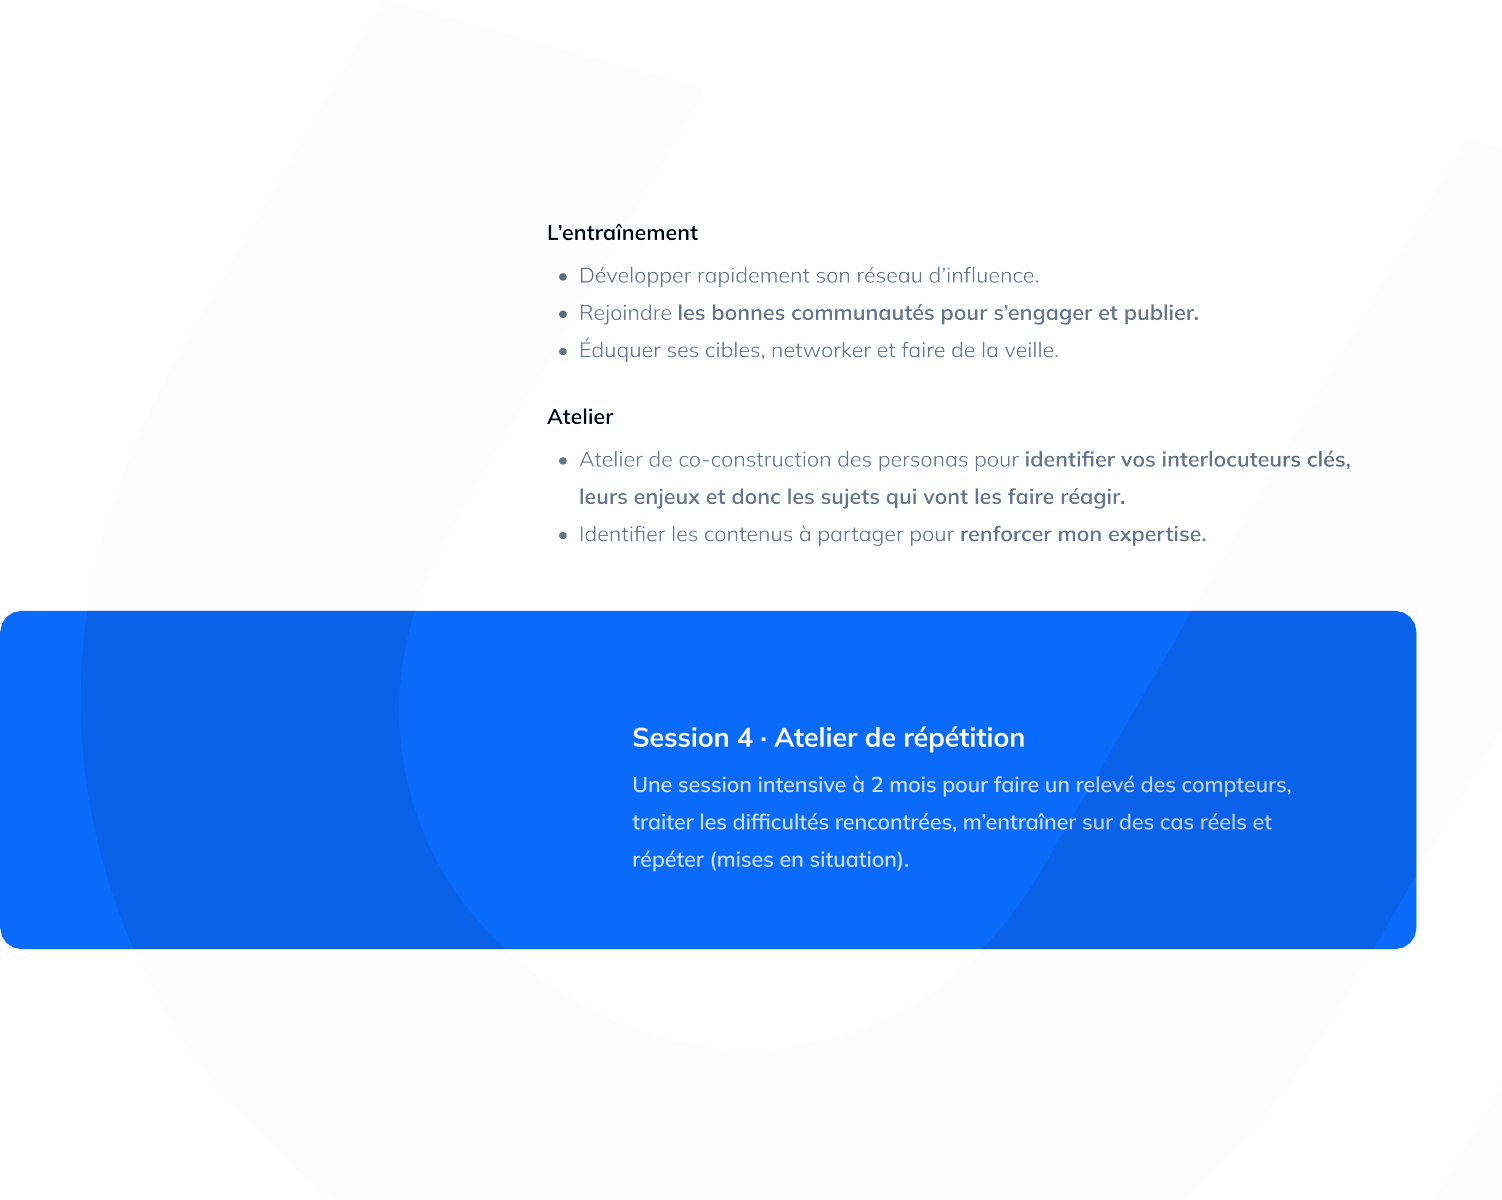 L’entraînement
• Développer rapidement son réseau d’influence.
• Rejoindre les bonnes communautés pour s’engager et publier.
• Éduquer ses cibles, networker et faire de la veille.
Atelier
• Atelier de co-construction des personas pour identifier vos interlocuteurs clés,
leurs enjeux et donc les sujets qui vont les faire réagir.
• Identifier les contenus à partager pour renforcer mon expertise.
Session 4 · Atelier de répétition
Une session intensive à 2 mois pour faire un relevé des compteurs,
traiter les difficultés rencontrées, m’entraîner sur des cas réels et
répéter (mises en situation).